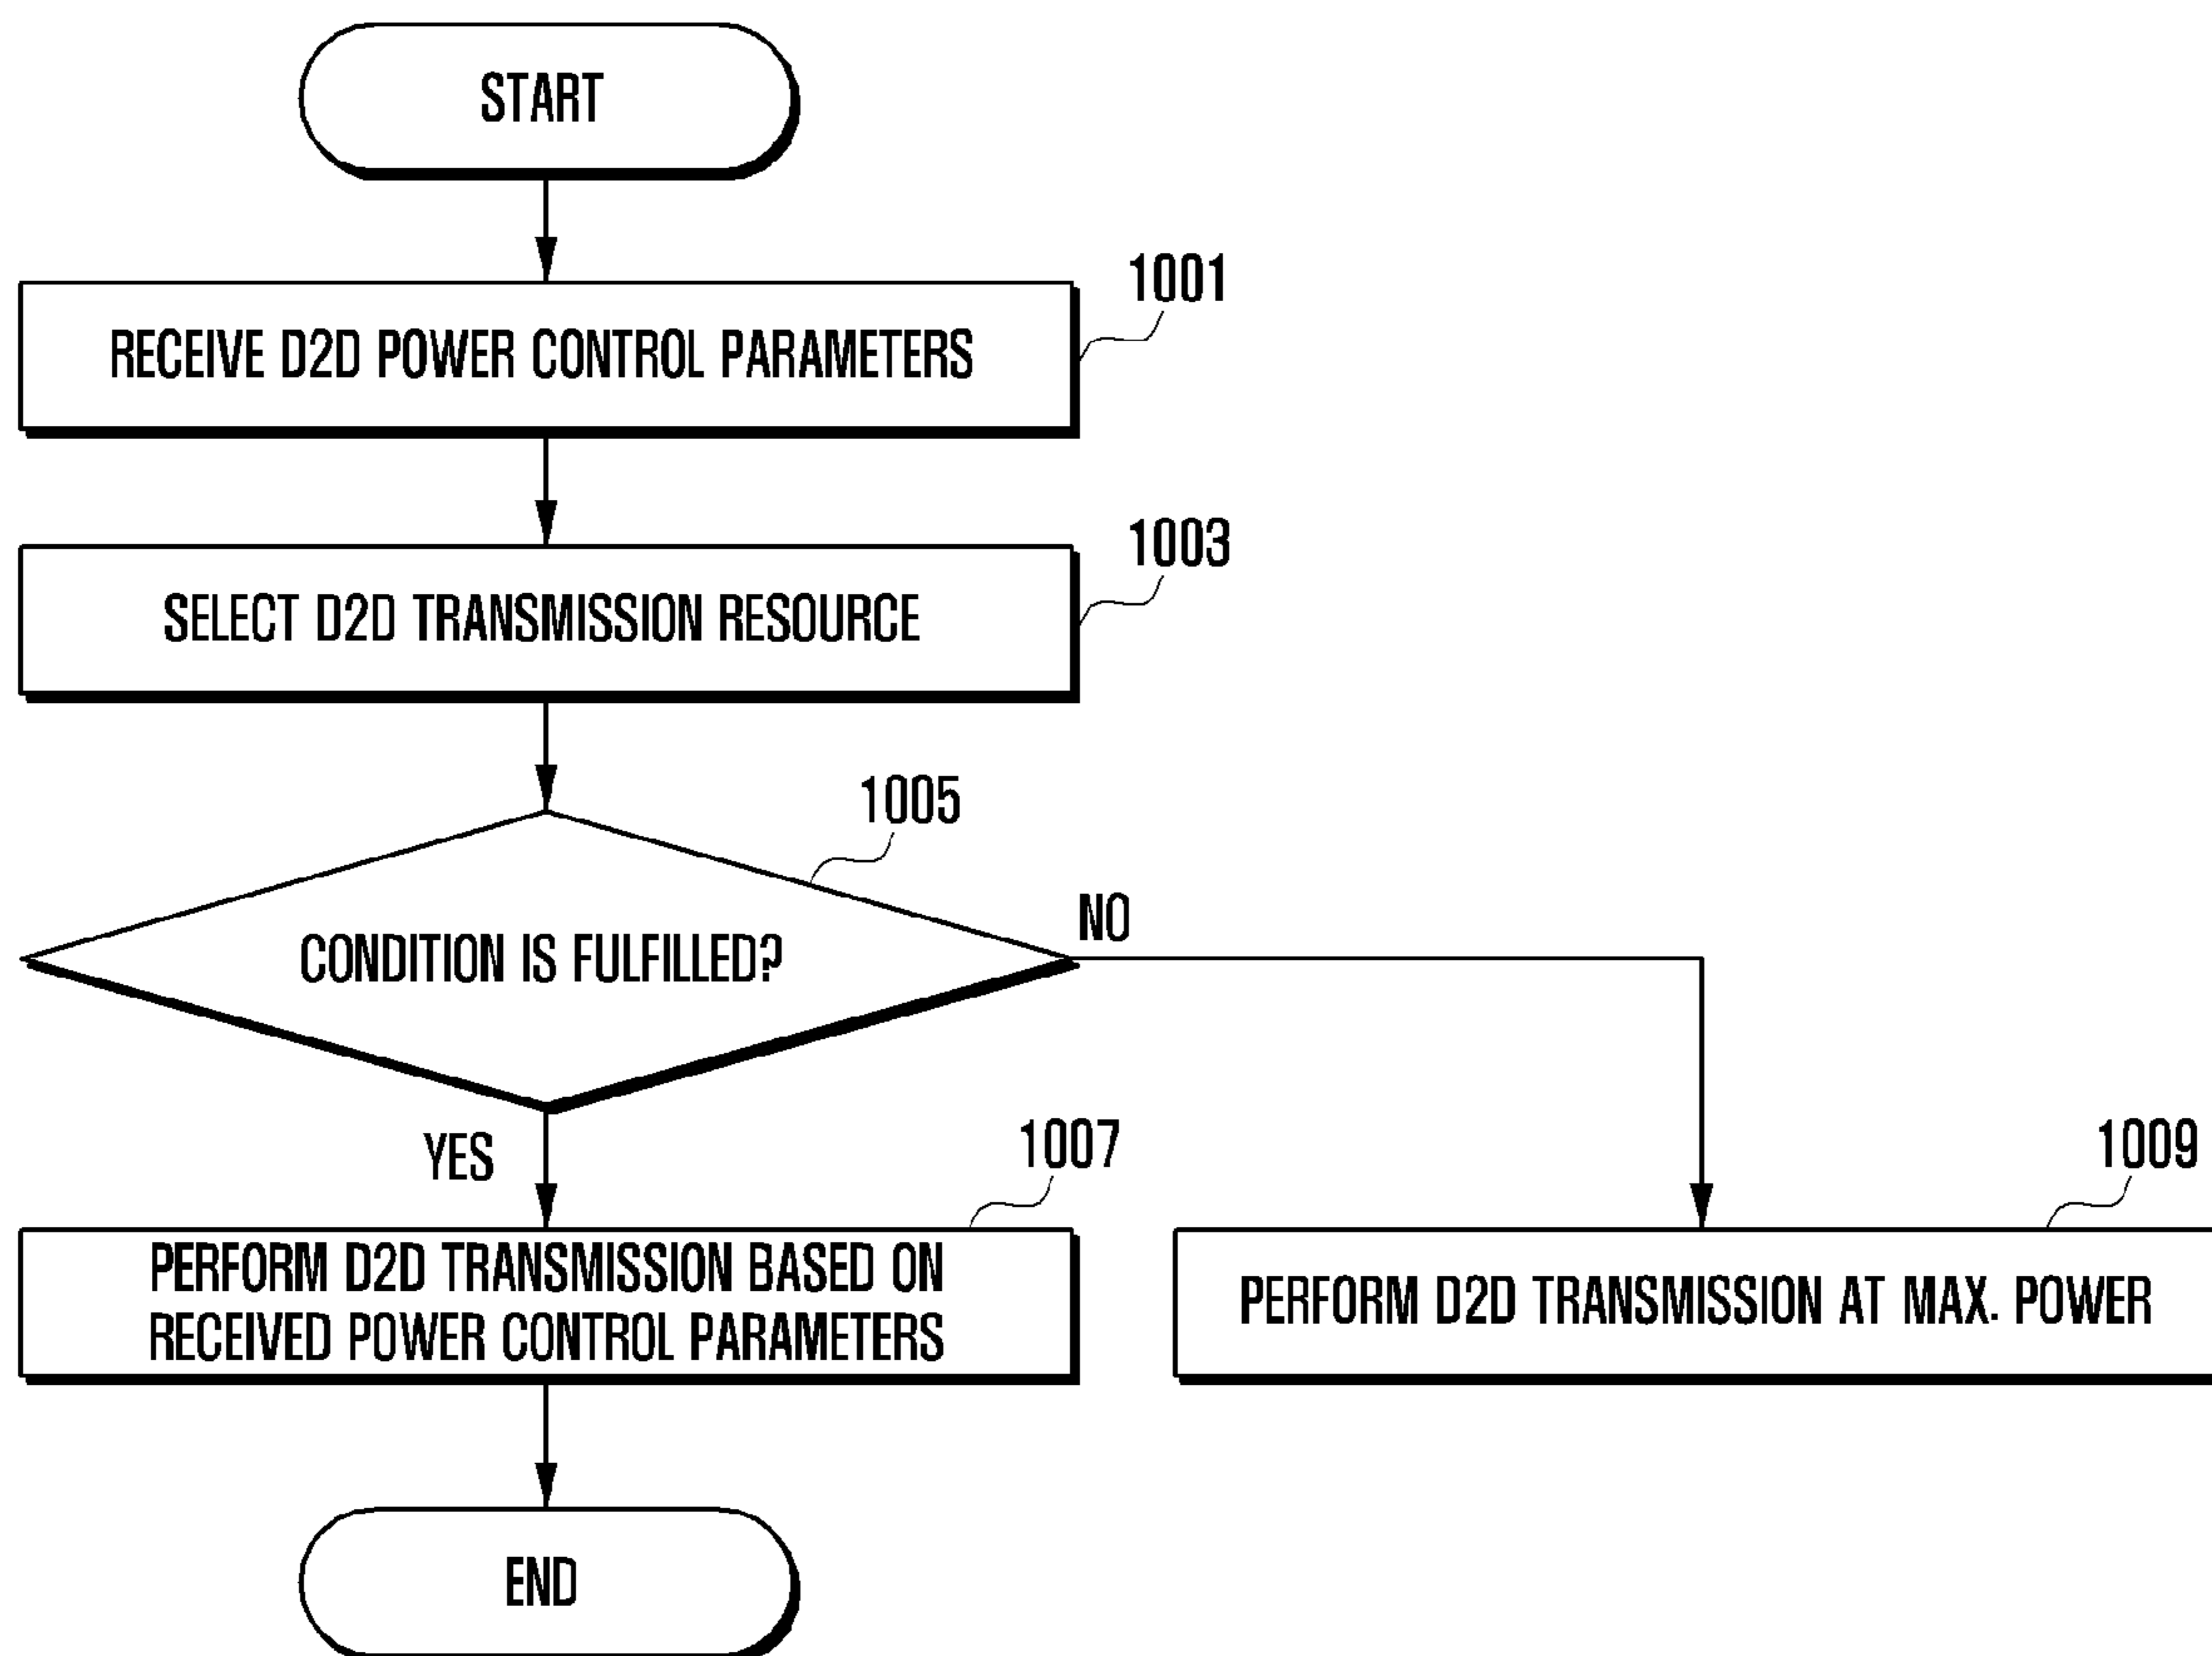 START
1001
RECEIVE D2D POWER CONTROL PARAMETERS
1003
SELECT D2D TRANSMISSION RESOURCE
1005
CONDITION IS FULFILLED?
NO
YES
1007
PERFORM D2D TRANSMISSION BASED ON
RECEIVED POWER CONTROL PARAMETERS
1009
PERFORM D2D TRANSMISSION AT MAX. POWER
END